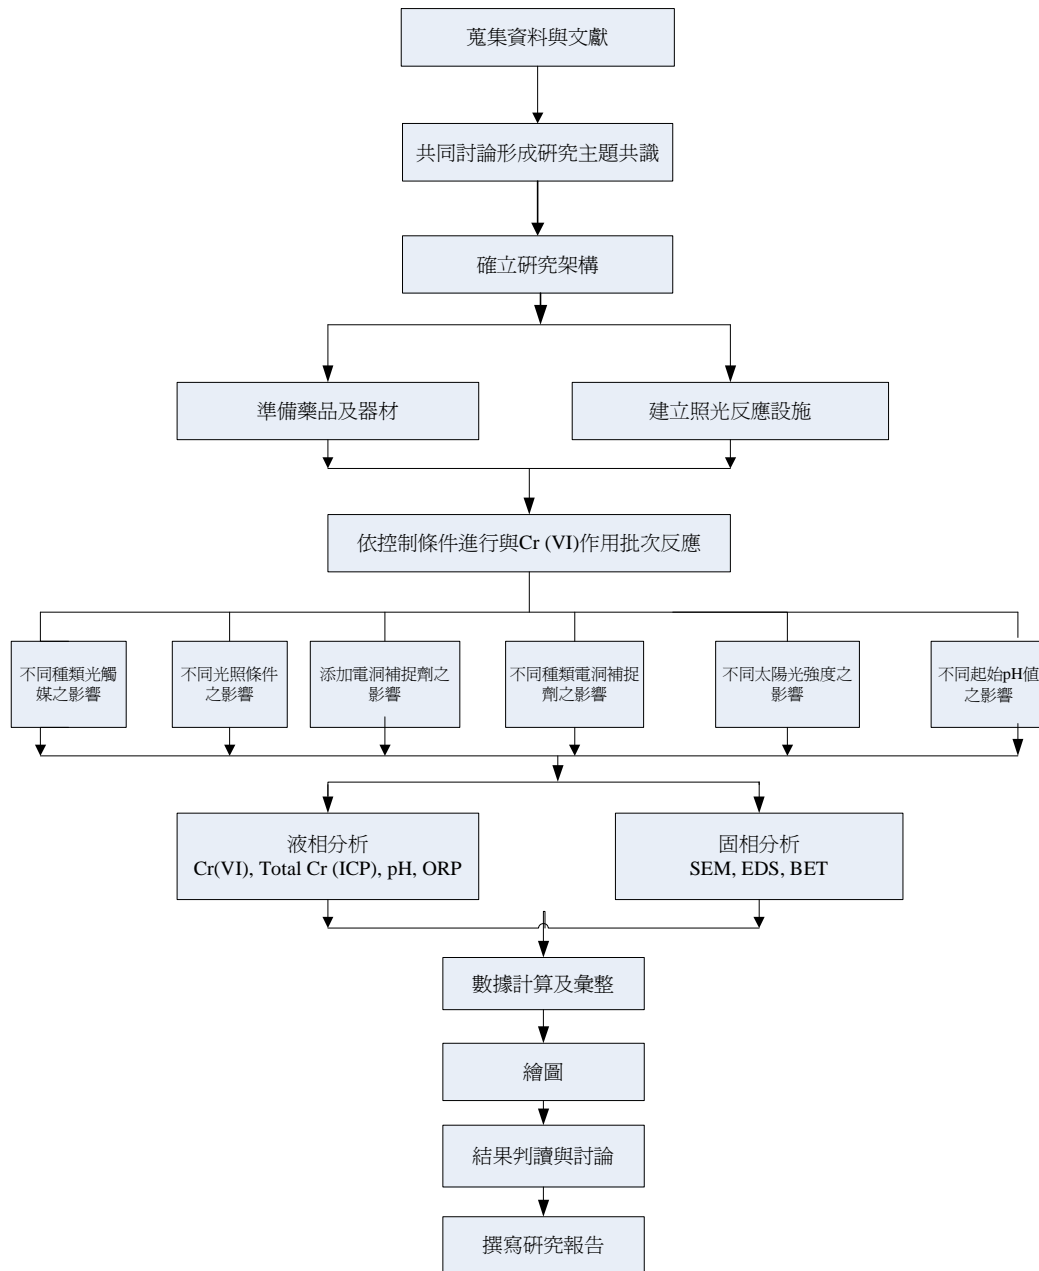 蒐集資料與文獻
共同討論形成研究主題共識
確立研究架構
準備藥品及器材
建立照光反應設施
依控制條件進行與Cr (VI)作用批次反應
不同種類光觸
媒之影響
不同光照條件
之影響
添加電洞補捉劑之
影響
不同種類電洞補捉
劑之影響
不同太陽光強度之
影響
不同起始pH值
之影響
液相分析
Cr(VI), Total Cr (ICP), pH, ORP
固相分析
SEM, EDS, BET
數據計算及彙整
繪圖
結果判讀與討論
撰寫研究報告